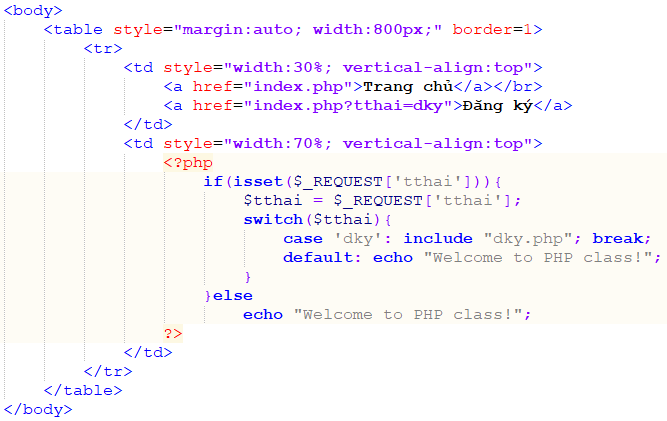 <body>
<table style="margin:auto; width:800px;" border=1>
<tr>
<td style="width:30%; vertical-align:top">
<a href="index.php">Trang chủ</a></br>
<a href="index.php?tthai=dky">Đăng ký</a>
</td>
<td style="width:70%; vertical-align:top">
<?php
if(isset($_REQUEST['tthai'])){
$tthai = $_REQUEST['tthai'];
switch($tthai){
case 'dky': include "dky.php"; break;
default: echo "Welcome to PHP class!";
}
}else
echo "Welcome to PHP class!";
?>
</td>
</tr>
</table>
</body>